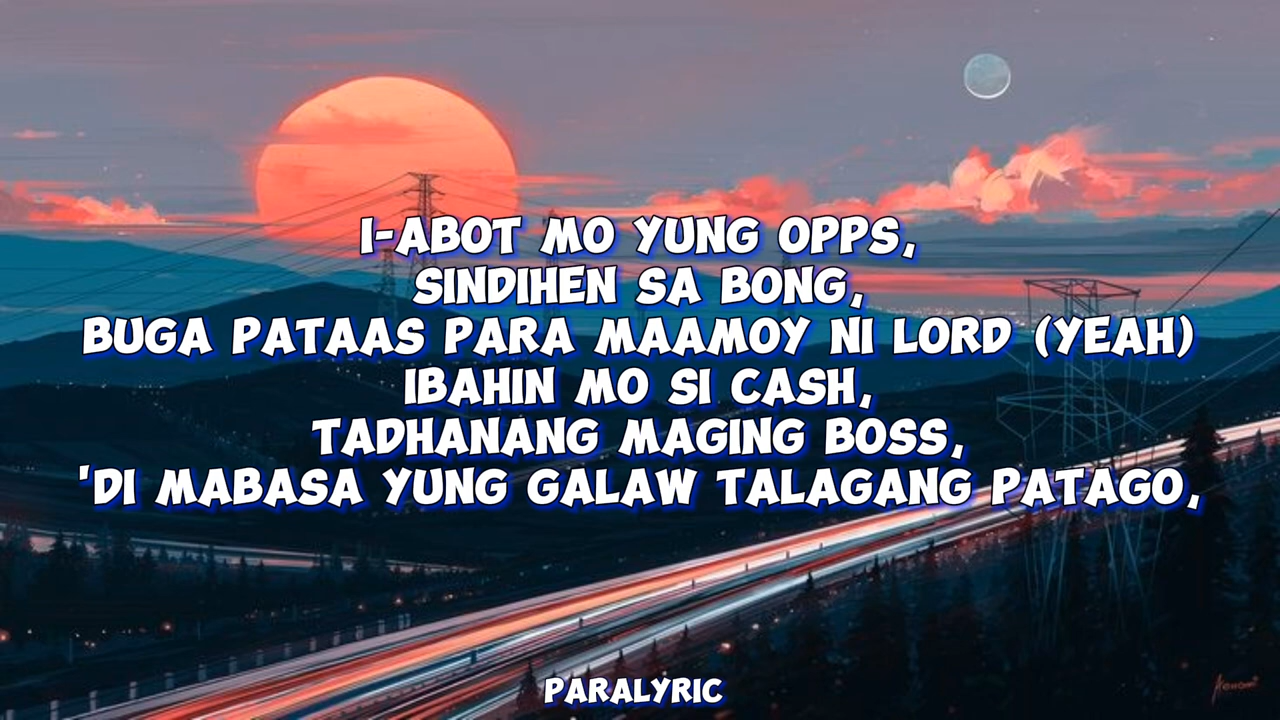 I-ABOT MO YUNG OPPS,
SINDIHEN SA BONG,
BUGA PATAAS PARA MAAMOY NI LORD (YEAH)
IBAHIN MO SI CASH,
TADHANANG MAGING BOSS,
'DI MABASA YUNG GALAW TALAGANG PATAGO,
PARALYRIC